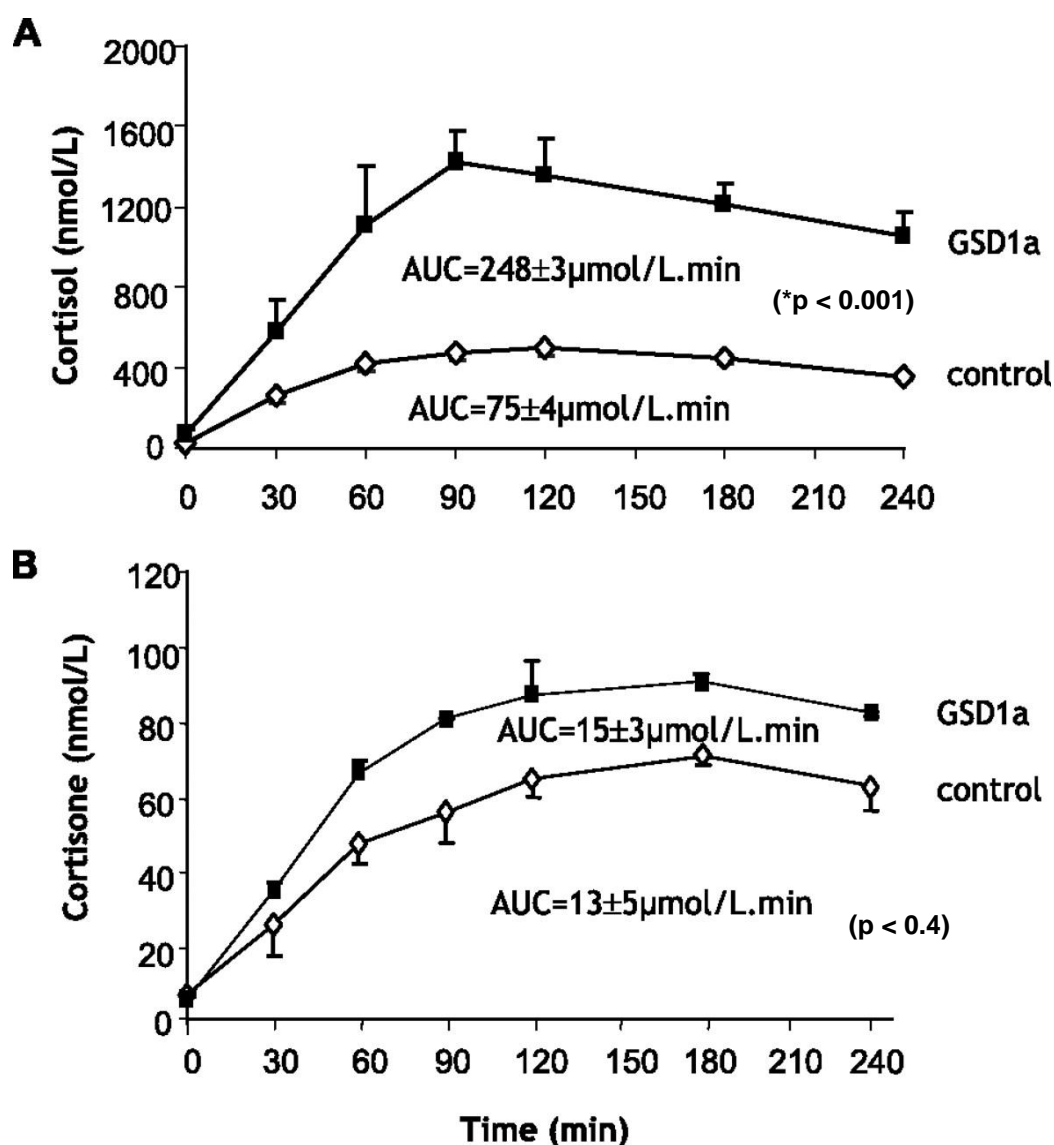 A
Cortisol (nmol/L)
2000
1600
1200
800
400
0
AUC=248±3µmol/L.min
(*p < 0.001)
AUC=75±4µmol/L.min
GSD1a
control
0 30 60 90 120 150 180 210 240
B
Cortisone (nmol/L)
120
100
80
60
40
20
0
AUC=15±3µmol/L.min
AUC=13±5µmol/L.min
(p < 0.4)
GSD1a
control
0 30 60 90 120 150 180 210 240
Time (min)